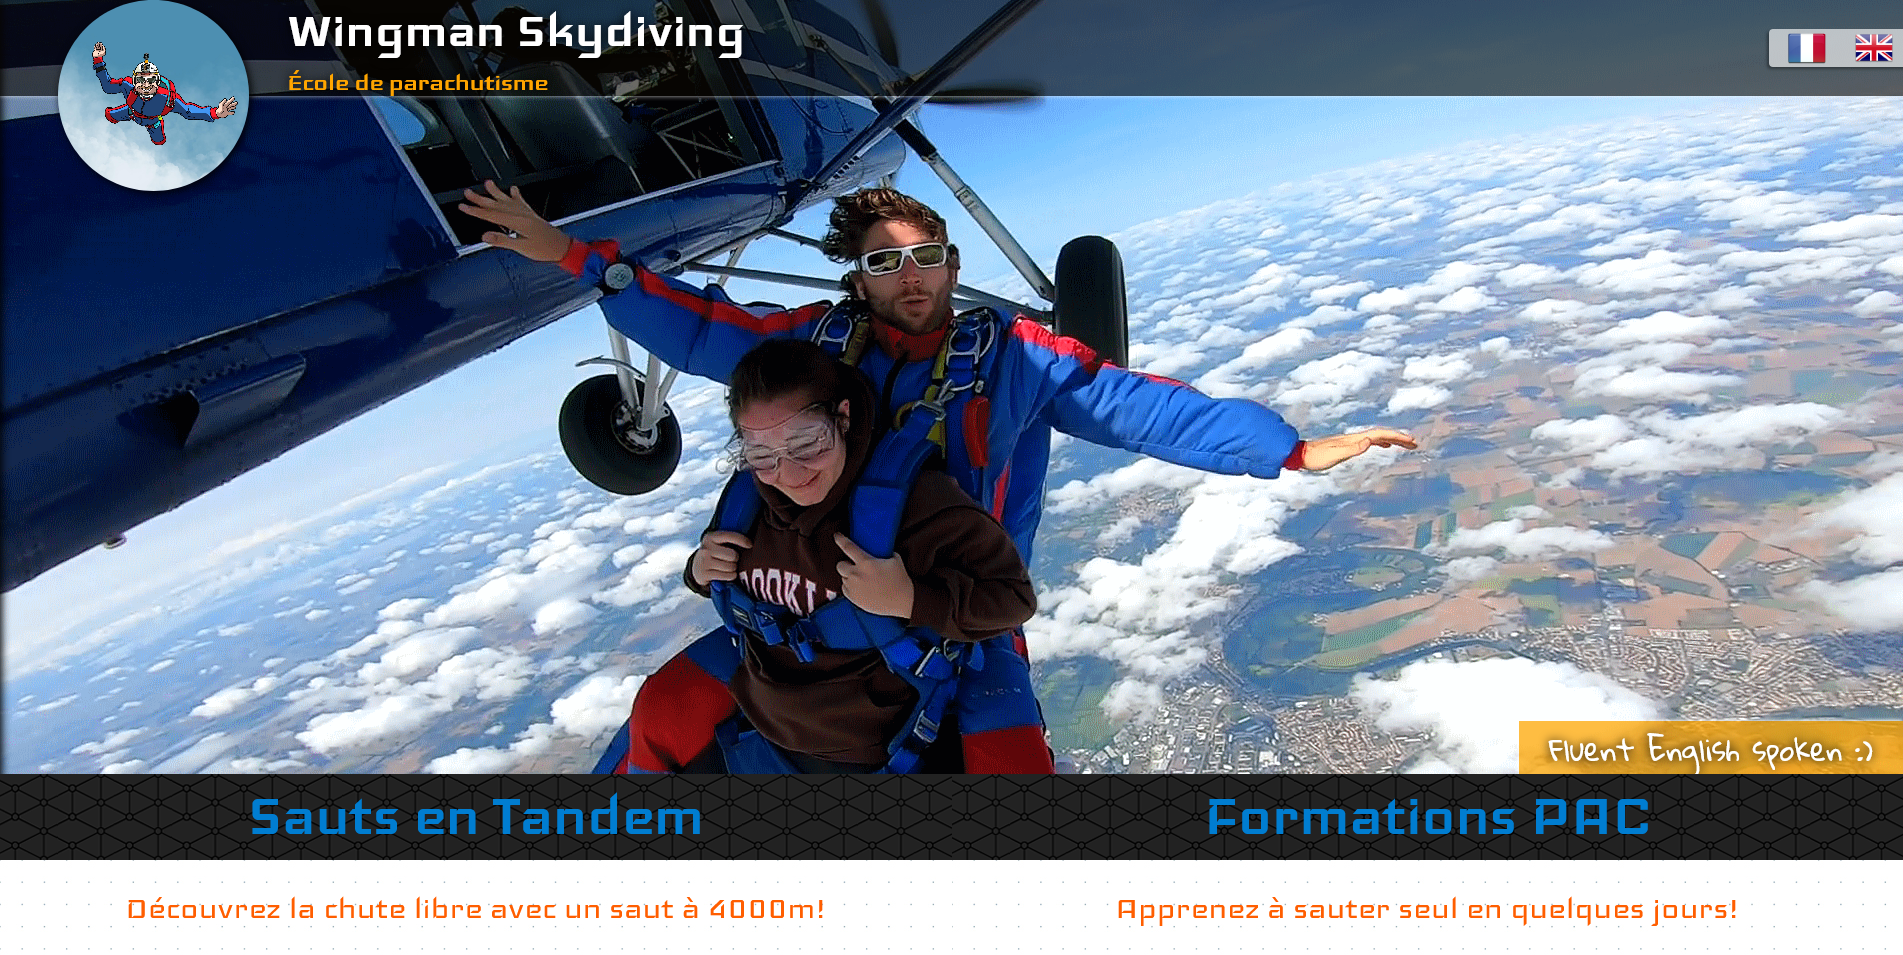 Wingman Skydiving
École de parachutisme
Fluent English spoken :)
Sauts en Tandem
Formations PAC
Découvrez la chute libre avec un saut à 4000m!
Apprenez à sauter seul en quelques jours!